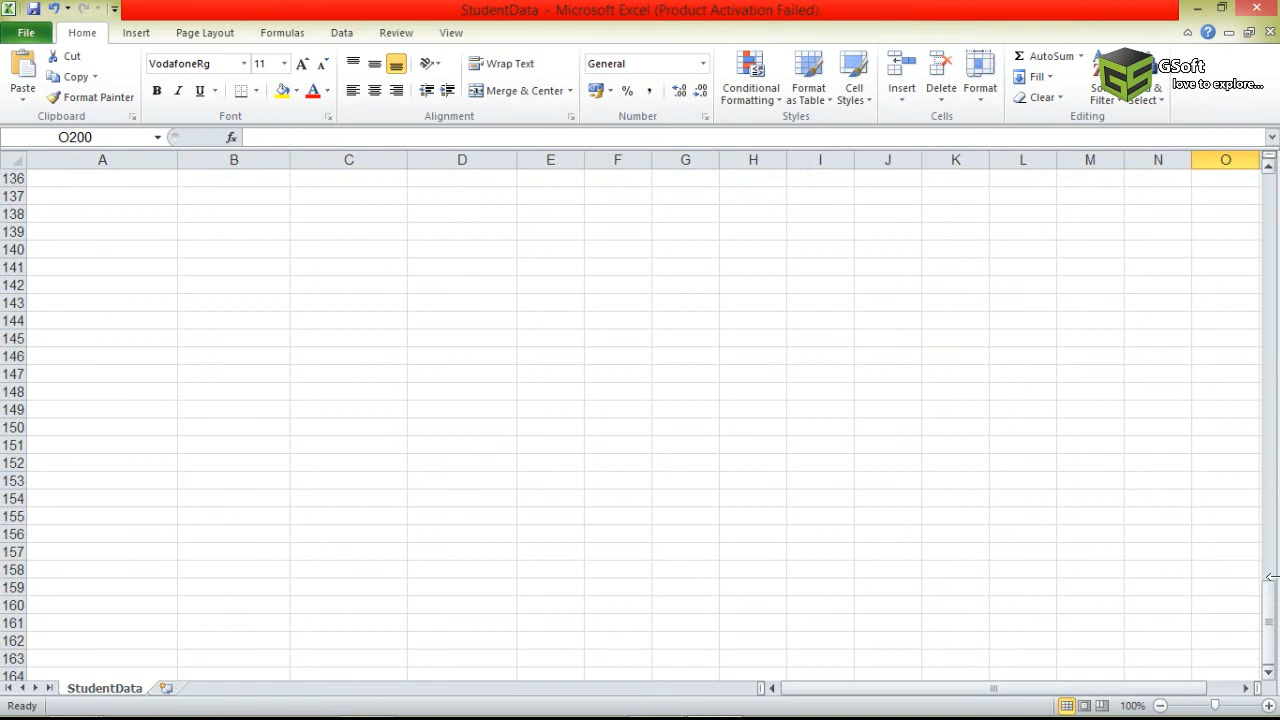 StudentData - Microsoft Excel (Product Activation Failed)
File Home Insert Page Layout Formulas Data Review View
Paste
Cut
Copy
Format Painter
Clipboard
VodafoneRg 11
A A
B I U A
Font
Wrap Text
Merge & Center
Alignment
General
% ,
Number
Conditional Formatting
Format as Table
Cell Styles
Styles
Insert
Delete
Format
Cells
Σ AutoSum
Fill
Clear
Filter
Select
Editing
GSoft
love to explore...
O200
fx
A B C D E F G H I J K L M N O
136
137
138
139
140
141
142
143
144
145
146
147
148
149
150
151
152
153
154
155
156
157
158
159
160
161
162
163
164
StudentData
Ready
100%